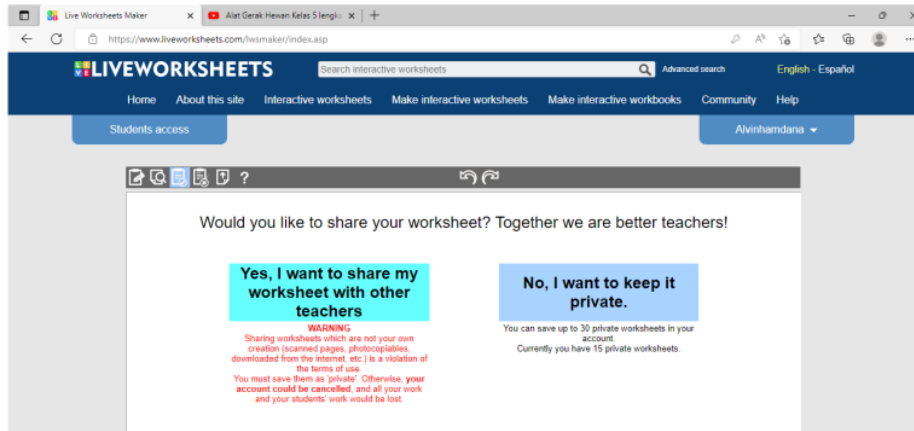 Live Worksheets Maker
Alat Gerak Hewan Kelas 5 lengk
https://www.liveworksheets.com/lwsmaker/index.asp
LIVEWORKSHEETS
Search interactive worksheets
Advanced search
English - Español
Home About this site Interactive worksheets Make interactive worksheets Make interactive workbooks Community Help
Students access
Alvinhamdana
?
Would you like to share your worksheet? Together we are better teachers!
Yes, I want to share my
worksheet with other
teachers
WARNING
Sharing worksheets which are not your own
creation (scanned pages, photocopiables,
downloaded from the internet, etc.) is a violation of
the terms of use.
You must save them as 'private'. Otherwise, your
account could be cancelled, and all your work
and your students' work would be lost.
No, I want to keep it
private.
You can save up to 30 private worksheets in your
account.
Currently you have 15 private worksheets.